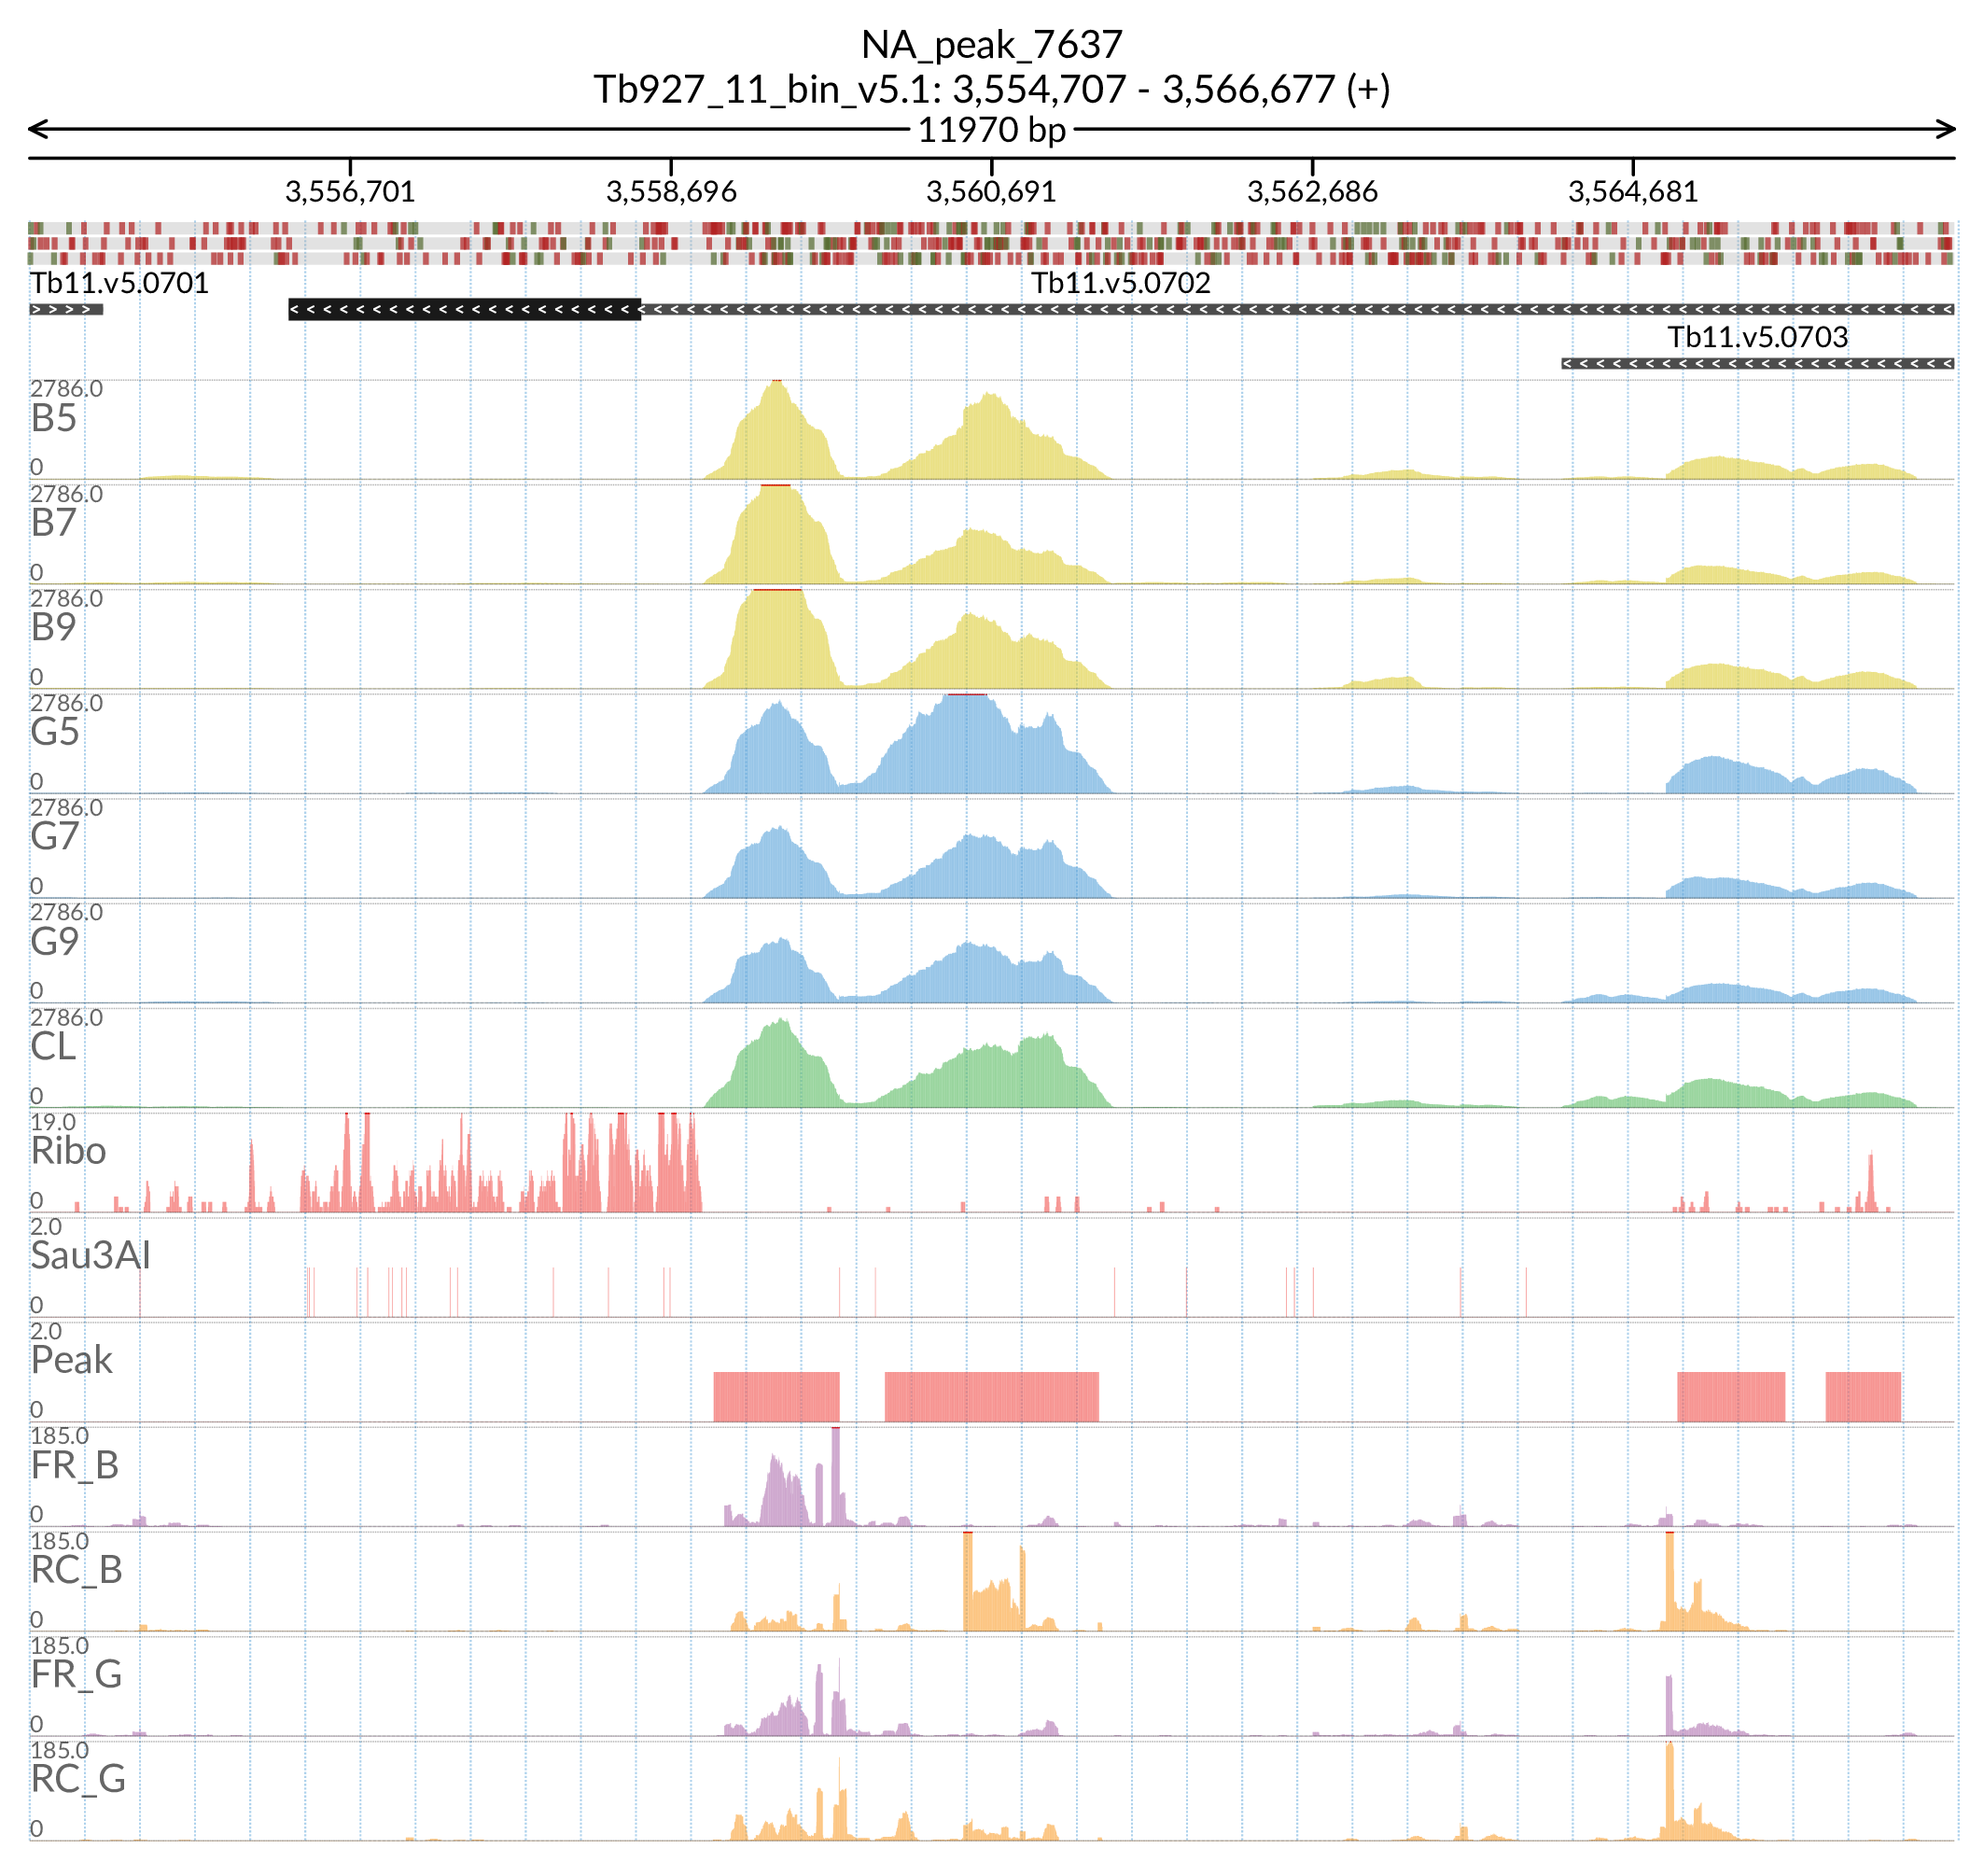 NA_peak_7637
Tb927_11_bin_v5.1: 3,554,707 - 3,566,677 (+)
11970 bp
3,556,701 3,558,696 3,560,691 3,562,686 3,564,681
Tb11.v5.0701 Tb11.v5.0702
Tb11.v5.0703
2786.0
B5
0
2786.0
B7
0
2786.0
B9
0
2786.0
G5
0
2786.0
G7
0
2786.0
G9
0
2786.0
CL
0
19.0
Ribo
0
2.0
Sau3AI
0
2.0
Peak
0
185.0
FR_B
0
185.0
RC_B
0
185.0
FR_G
0
185.0
RC_G
0